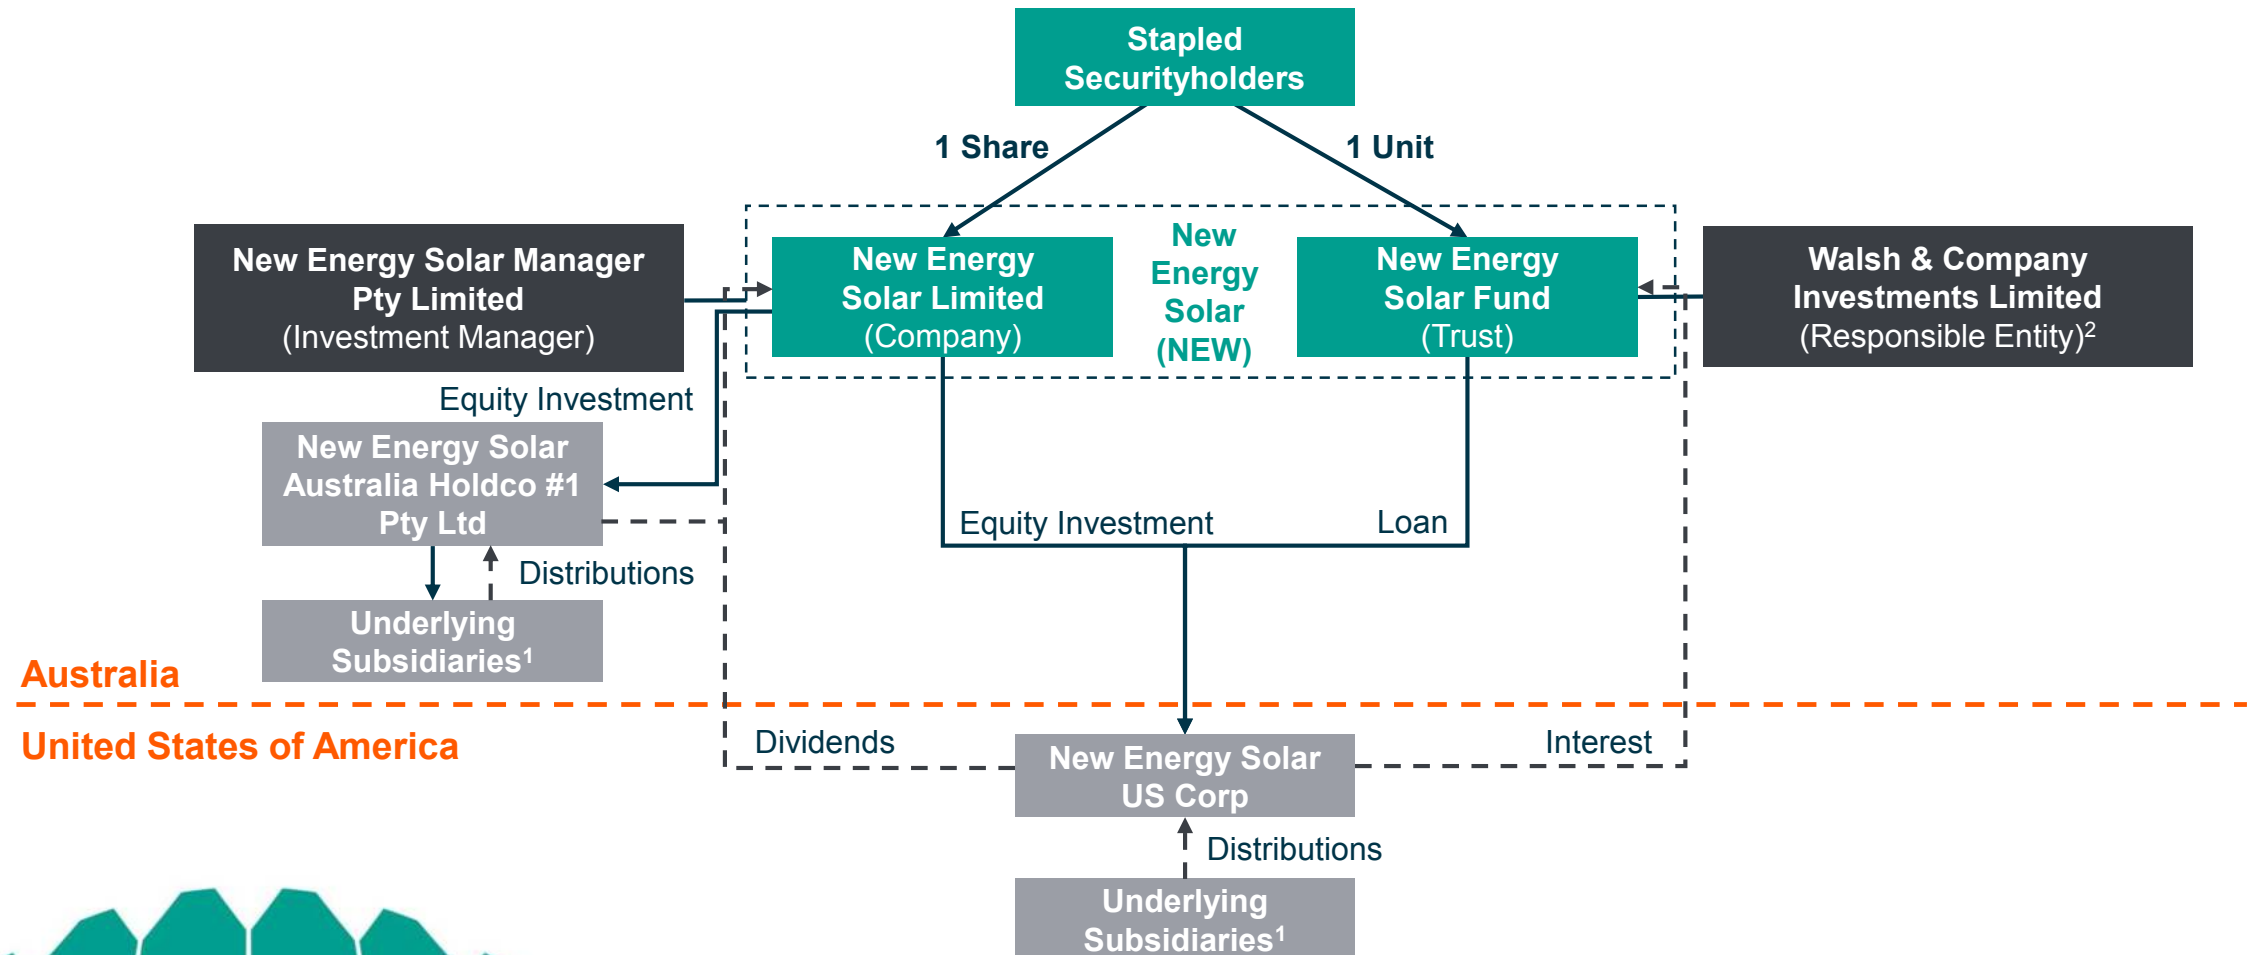 Stapled
Securityholders
1 Share
1 Unit
New Energy Solar Manager
Pty Limited
(Investment Manager)
New Energy
Solar Limited
(Company)
New
Energy
Solar
(NEW)
New Energy
Solar Fund
(Trust)
Walsh & Company
Investments Limited
(Responsible Entity)²
Equity Investment
New Energy Solar
Australia Holdco #1
Pty Ltd
Equity Investment
Loan
Distributions
Underlying
Subsidiaries¹
Australia
United States of America
Dividends
New Energy Solar
US Corp
Interest
Distributions
Underlying
Subsidiaries¹